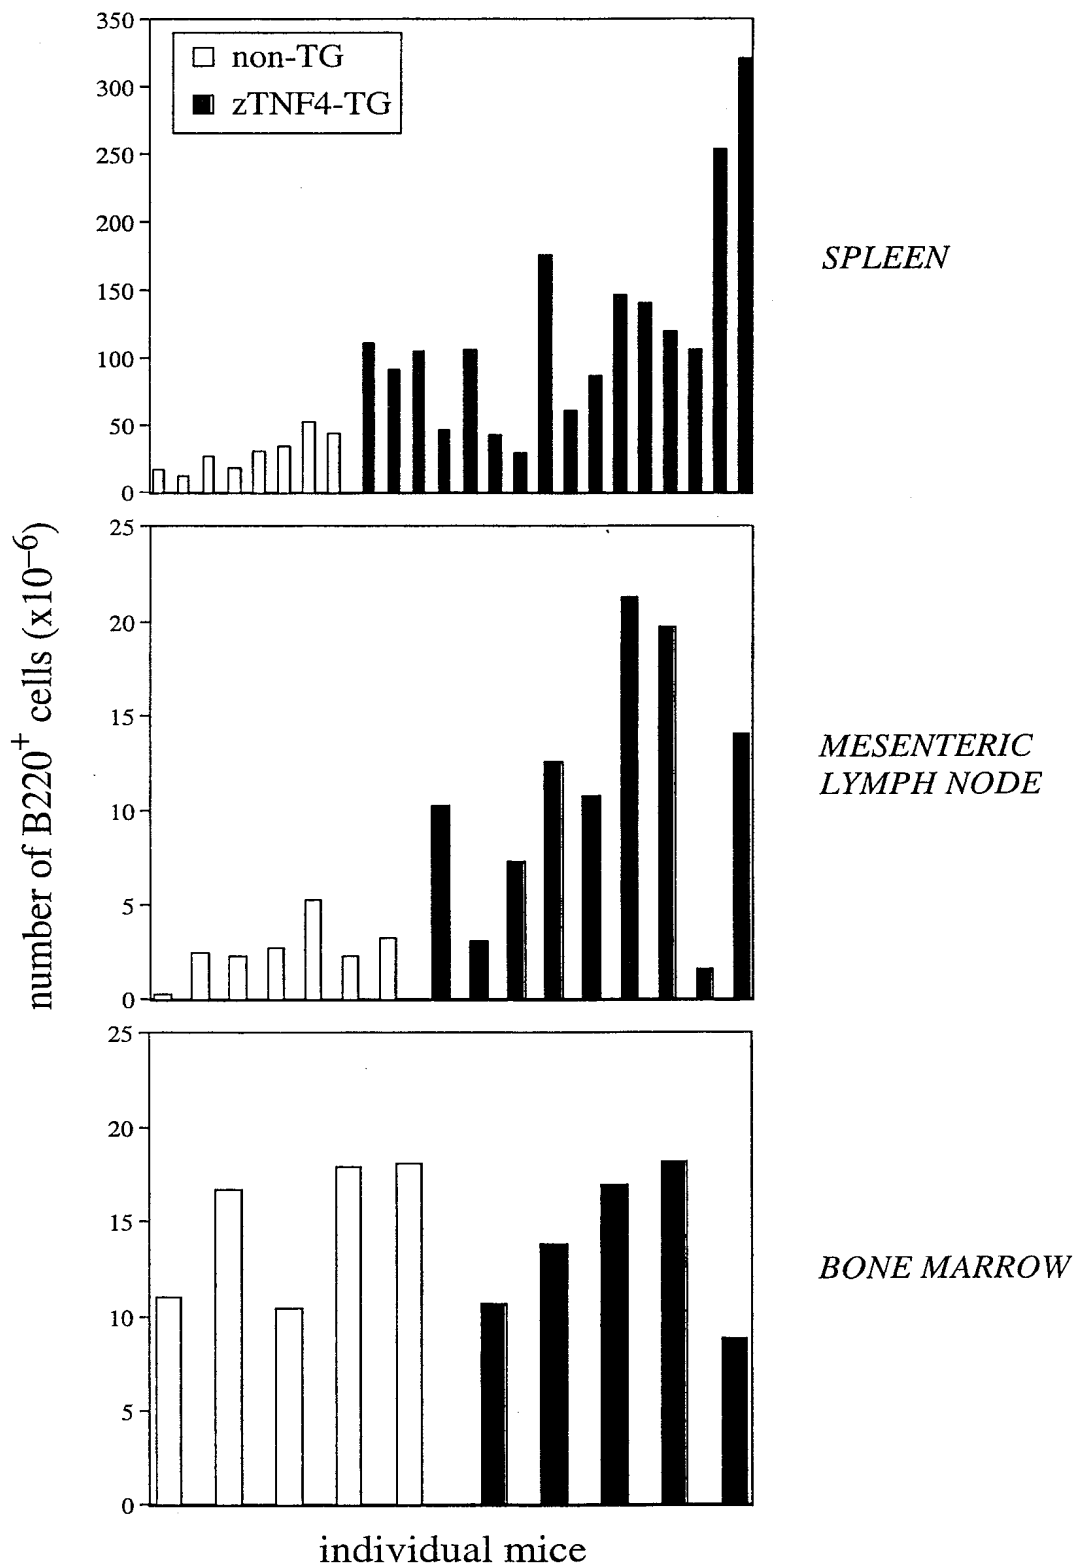 350
non-TG
zTNF4-TG
300
250
200
150
100
50
0
SPLEEN
number of B220+ cells (x10–6)
25
20
15
10
5
0
MESENTERIC
LYMPH NODE
25
20
15
10
5
0
BONE MARROW
individual mice